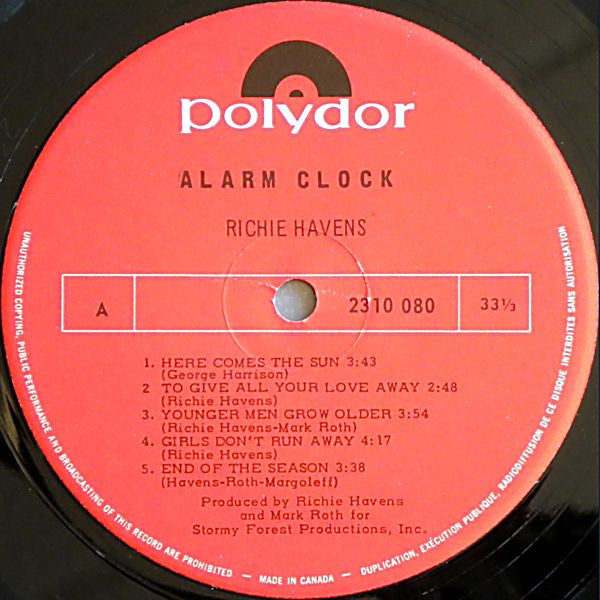 polydor
ALARM CLOCK
RICHIE HAVENS
A 2310 080 33⅓
1. HERE COMES THE SUN 3:43
(George Harrison)
2 TO GIVE ALL YOUR LOVE AWAY 2:48
(Richie Havens)
3. YOUNGER MEN GROW OLDER 3:54
(Richie Havens-Mark Roth)
4. GIRLS DON'T RUN AWAY 4:17
(Richie Havens)
5. END OF THE SEASON 3:38
(Havens-Roth-Margoleff)
Produced by Richie Havens
and Mark Roth for
Stormy Forest Productions, Inc.
UNAUTHORIZED COPYING, PUBLIC PERFORMANCE AND BROADCASTING OF THIS RECORD ARE PROHIBITED — MADE IN CANADA — DUPLICATION, EXÉCUTION PUBLIQUE, RADIODIFFUSION DE CE DISQUE INTERDITES SANS AUTORISATION